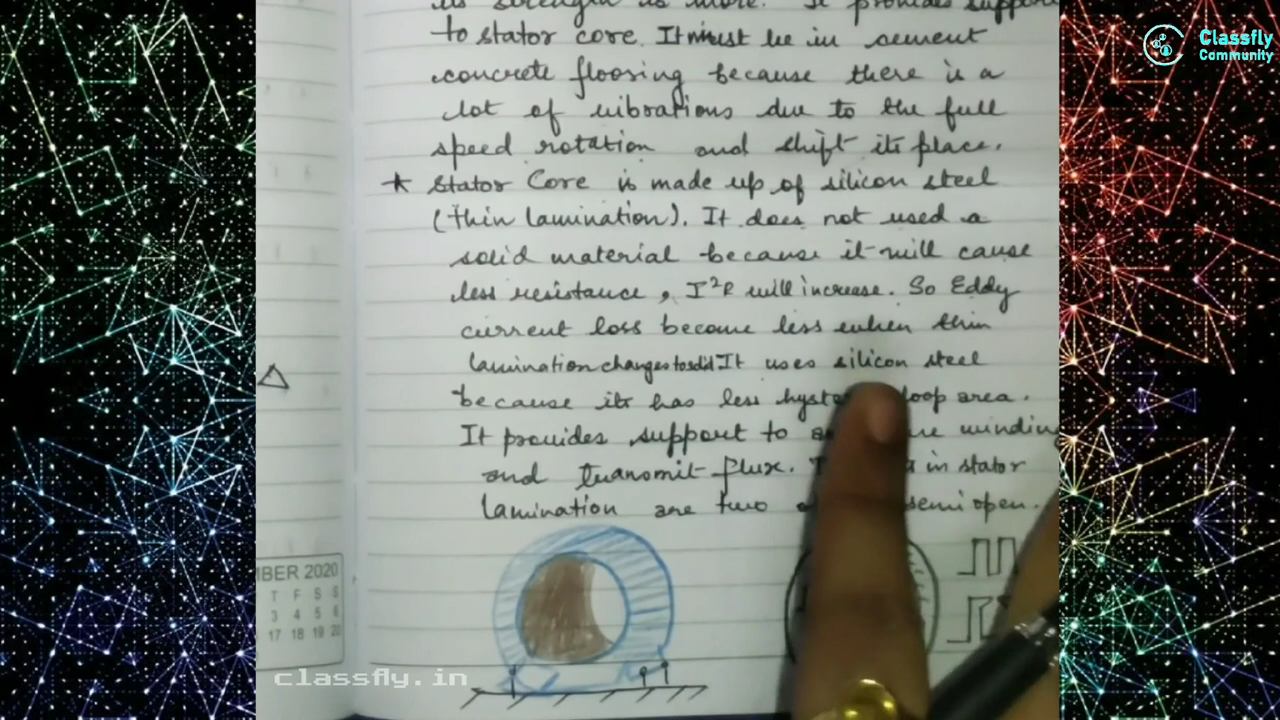 its strength is more. It provides support
to stator core. It must be in sement
concrete flooring because there is a
lot of vibrations due to the full
speed rotation and shift its place.
* Stator Core is made up of silicon steel
(thin lamination). It does not used a
solid material because it will cause
less resistance, I²R will increase. So Eddy
current loss become less when thin
lamination changes to solid It uses silicon steel
because its has less loop area.
It provides support to winding
and transmit flux. in stator
lamination are two semi open.
MBER 2020
T F S S
3 4 5 6
17 18 19 20
classfly.in
Classfly
Community